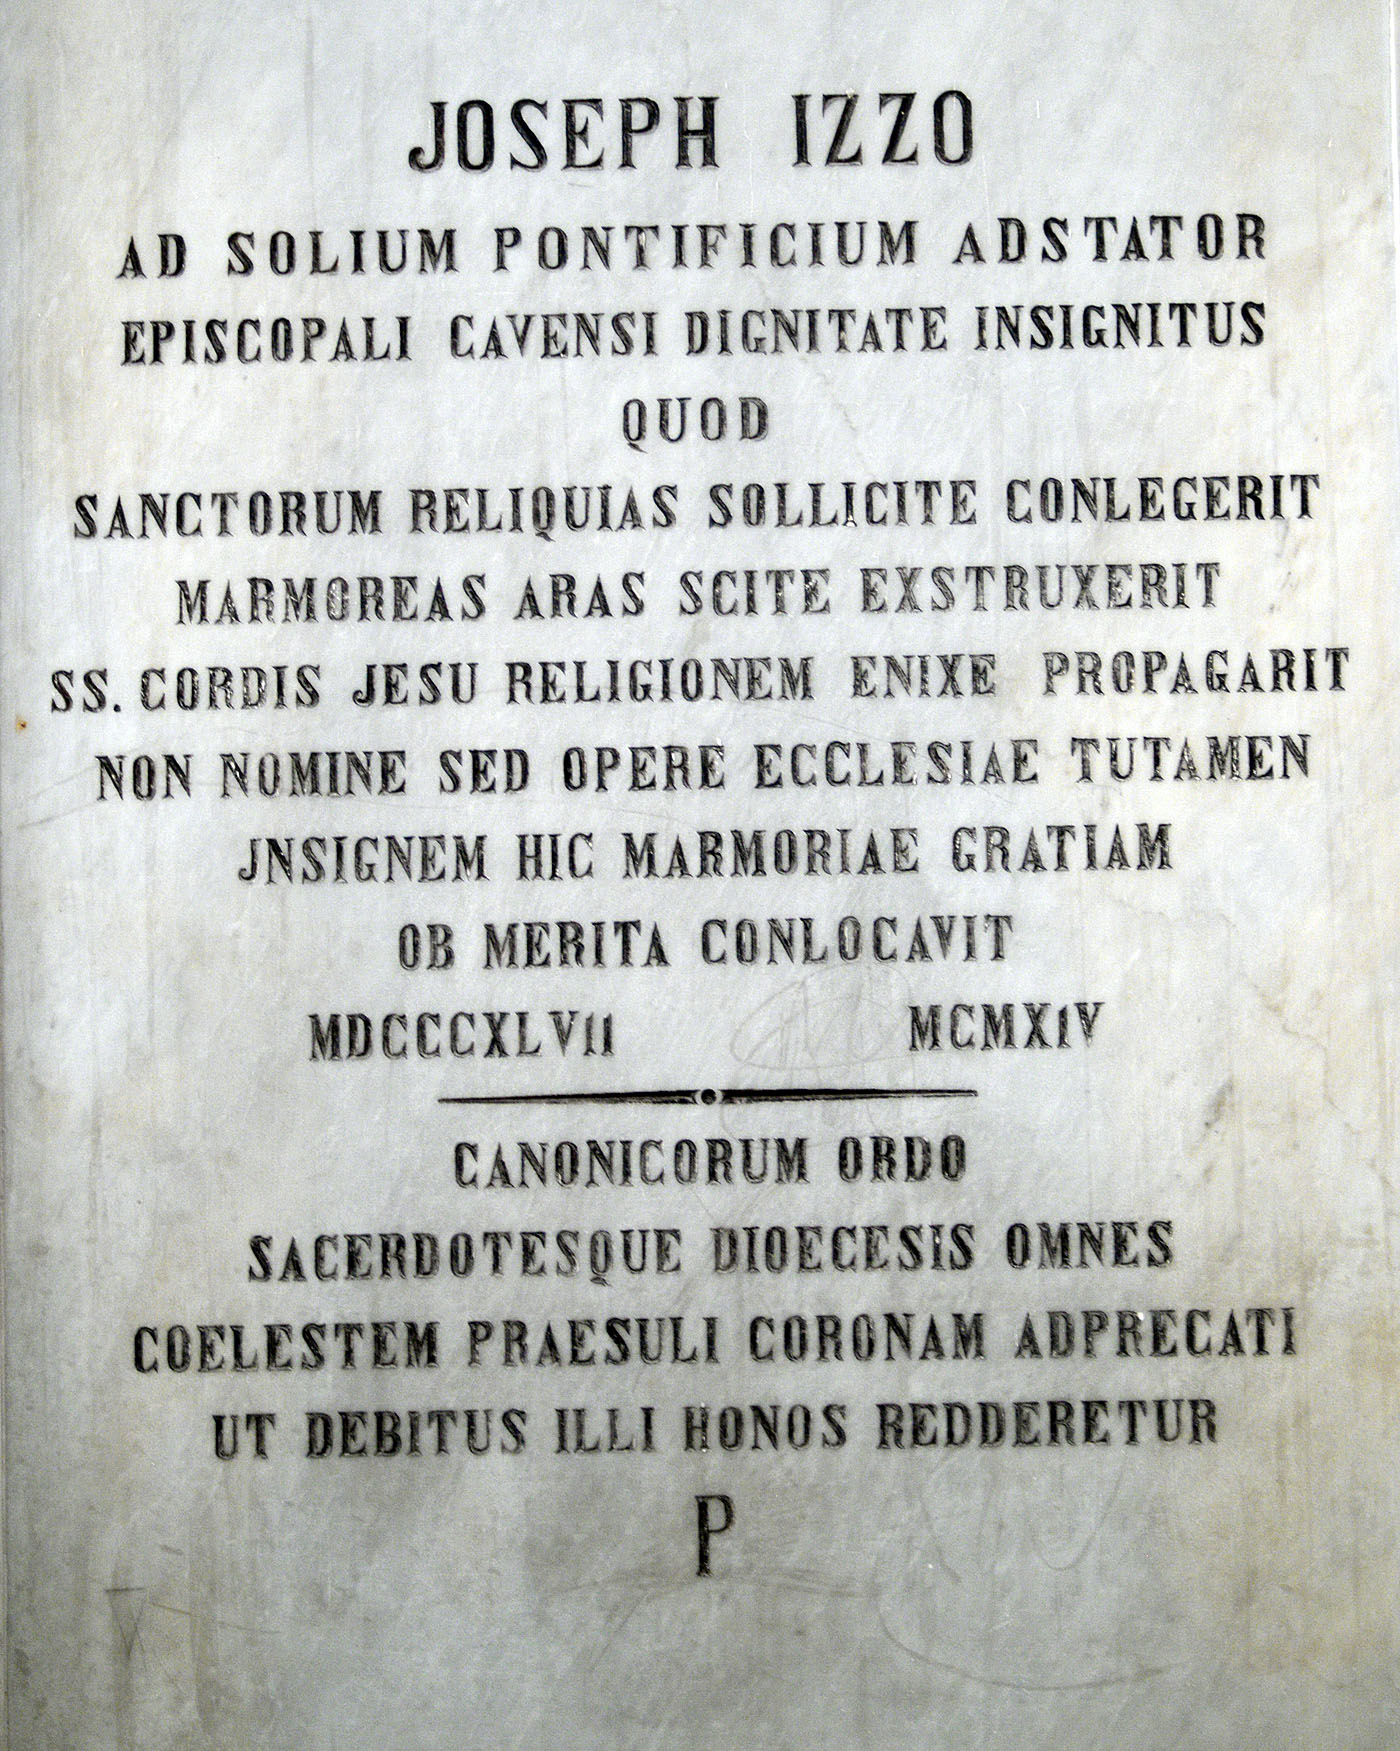 JOSEPH IZZO
AD SOLIUM PONTIFICIUM ADSTATOR
EPISCOPALI CAVENSI DIGNITATE INSIGNITUS
QUOD
SANCTORUM RELIQUIAS SOLLICITE CONLEGERIT
MARMOREAS ARAS SCITE EXSTRUXERIT
SS. CORDIS JESU RELIGIONEM ENIXE PROPAGARIT
NON NOMINE SED OPERE ECCLESIAE TUTAMEN
JNSIGNEM HIC MARMORIAE GRATIAM
OB MERITA CONLOCAVIT
MDCCCXLVII MCMXIV
CANONICORUM ORDO
SACERDOTESQUE DIOECESIS OMNES
COELESTEM PRAESULI CORONAM ADPRECATI
UT DEBITUS ILLI HONOS REDDERETUR
P